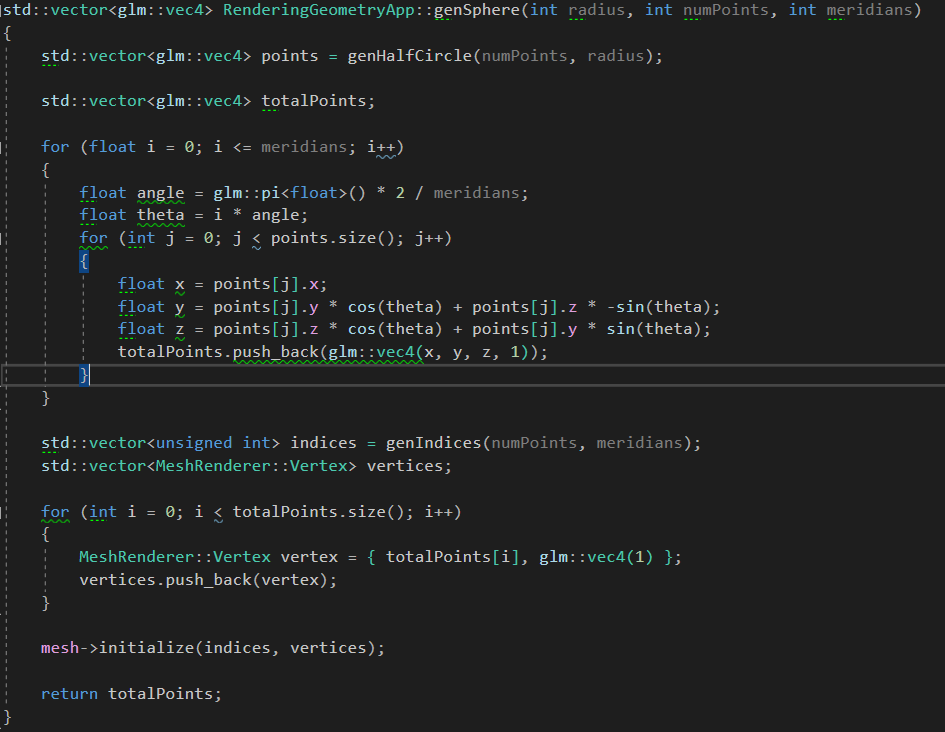 std::vector<glm::vec4> RenderingGeometryApp::genSphere(int radius, int numPoints, int meridians)
{
    std::vector<glm::vec4> points = genHalfCircle(numPoints, radius);

    std::vector<glm::vec4> totalPoints;

    for (float i = 0; i <= meridians; i++)
    {
        float angle = glm::pi<float>() * 2 / meridians;
        float theta = i * angle;
        for (int j = 0; j < points.size(); j++)
        {
            float x = points[j].x;
            float y = points[j].y * cos(theta) + points[j].z * -sin(theta);
            float z = points[j].z * cos(theta) + points[j].y * sin(theta);
            totalPoints.push_back(glm::vec4(x, y, z, 1));
        }
    }

    std::vector<unsigned int> indices = genIndices(numPoints, meridians);
    std::vector<MeshRenderer::Vertex> vertices;

    for (int i = 0; i < totalPoints.size(); i++)
    {
        MeshRenderer::Vertex vertex = { totalPoints[i], glm::vec4(1) };
        vertices.push_back(vertex);
    }

    mesh->initialize(indices, vertices);

    return totalPoints;
}